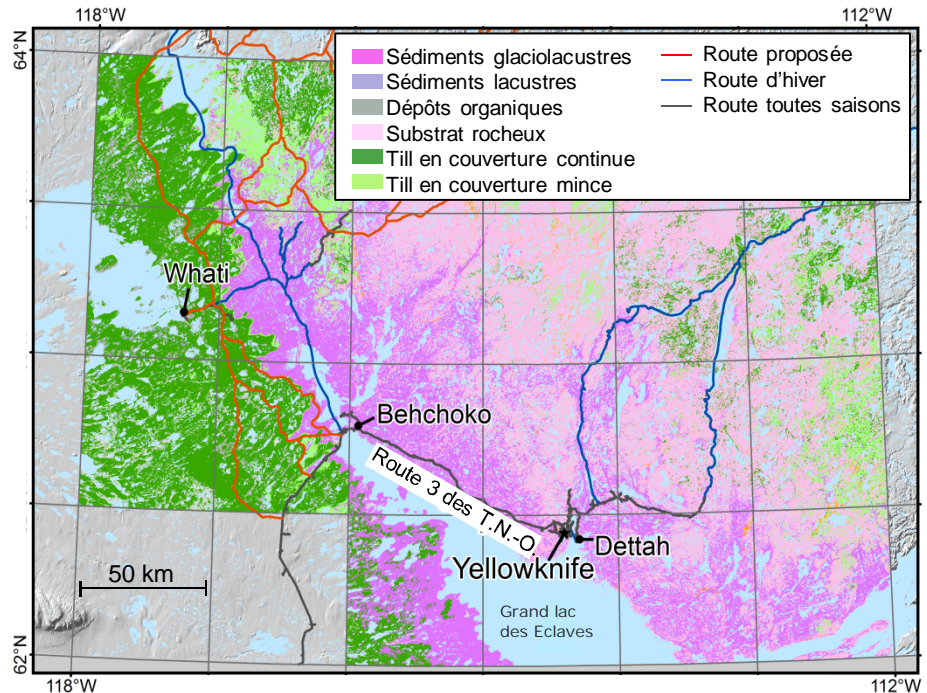 118°W
112°W
64°N
Sédiments glaciolacustres
Sédiments lacustres
Dépôts organiques
Substrat rocheux
Till en couverture continue
Till en couverture mince
Route proposée
Route d'hiver
Route toutes saisons
Whati
Behchoko
Route 3 des T.N.-O.
Dettah
Yellowknife
50 km
Grand lac
des Eclaves
62°N
118°W
112°W